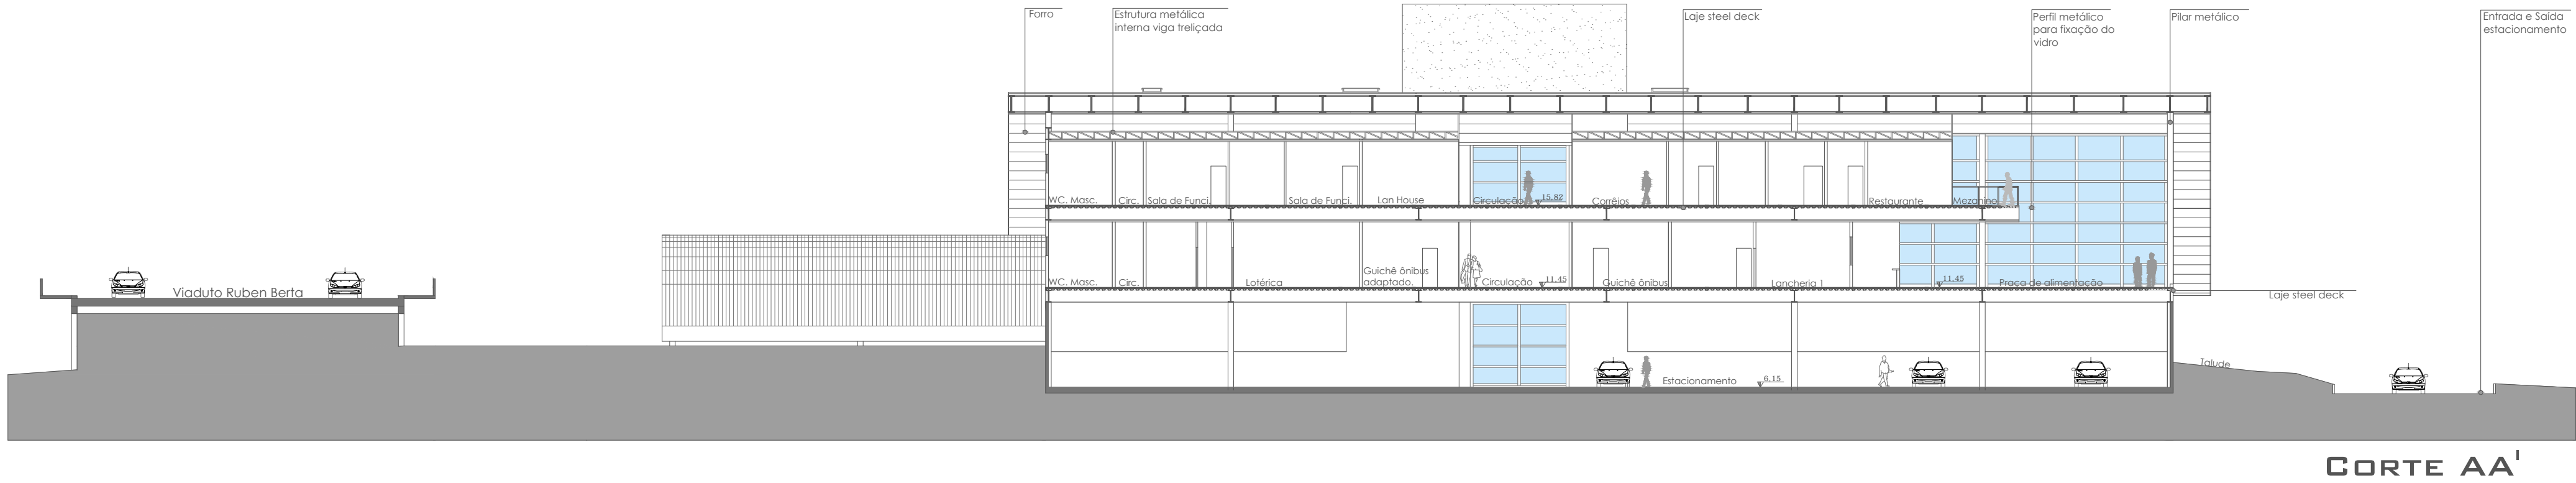 Forro
Estrutura metálica
interna viga treliçada
Laje steel deck
Perfil metálico
para fixação do
vidro
Pilar metálico
Entrada e Saída
estacionamento
WC. Masc.
Circ.
Sala de Funci.
Sala de Funci.
Lan House
Circulação
15.82
Corrêios
Restaurante
Mezanino
Viaduto Ruben Berta
WC. Masc.
Circ.
Lotérica
Guichê ônibus
adaptado.
Circulação
11.45
Guichê ônibus
Lancheria 1
11.45
Praça de alimentação
Laje steel deck
Estacionamento
6.15
Talude
CORTE AA'